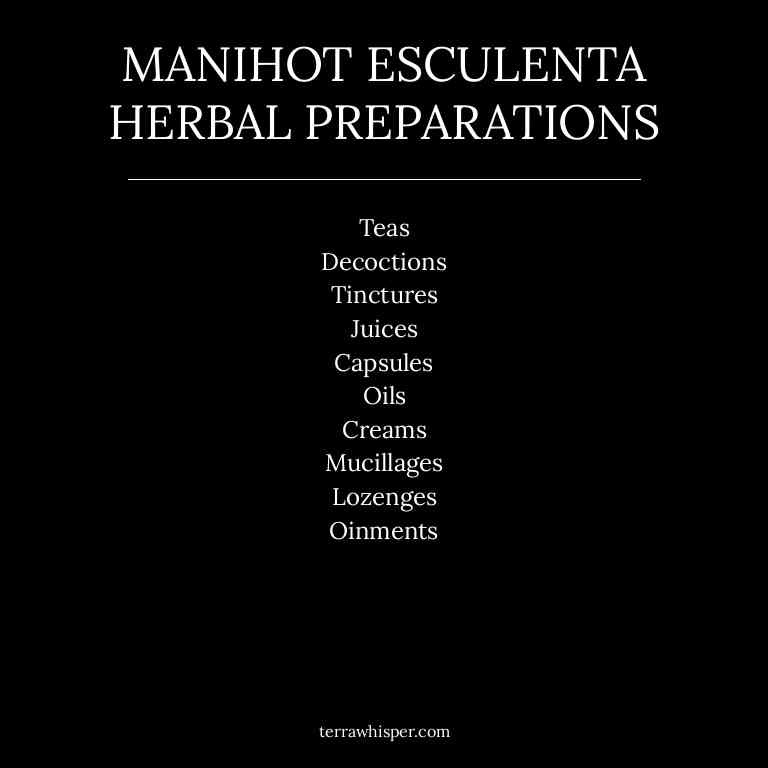 MANIHOT ESCULENTA
HERBAL PREPARATIONS
Teas
Decoctions
Tinctures
Juices
Capsules
Oils
Creams
Mucillages
Lozenges
Oinments
terrawhisper.com